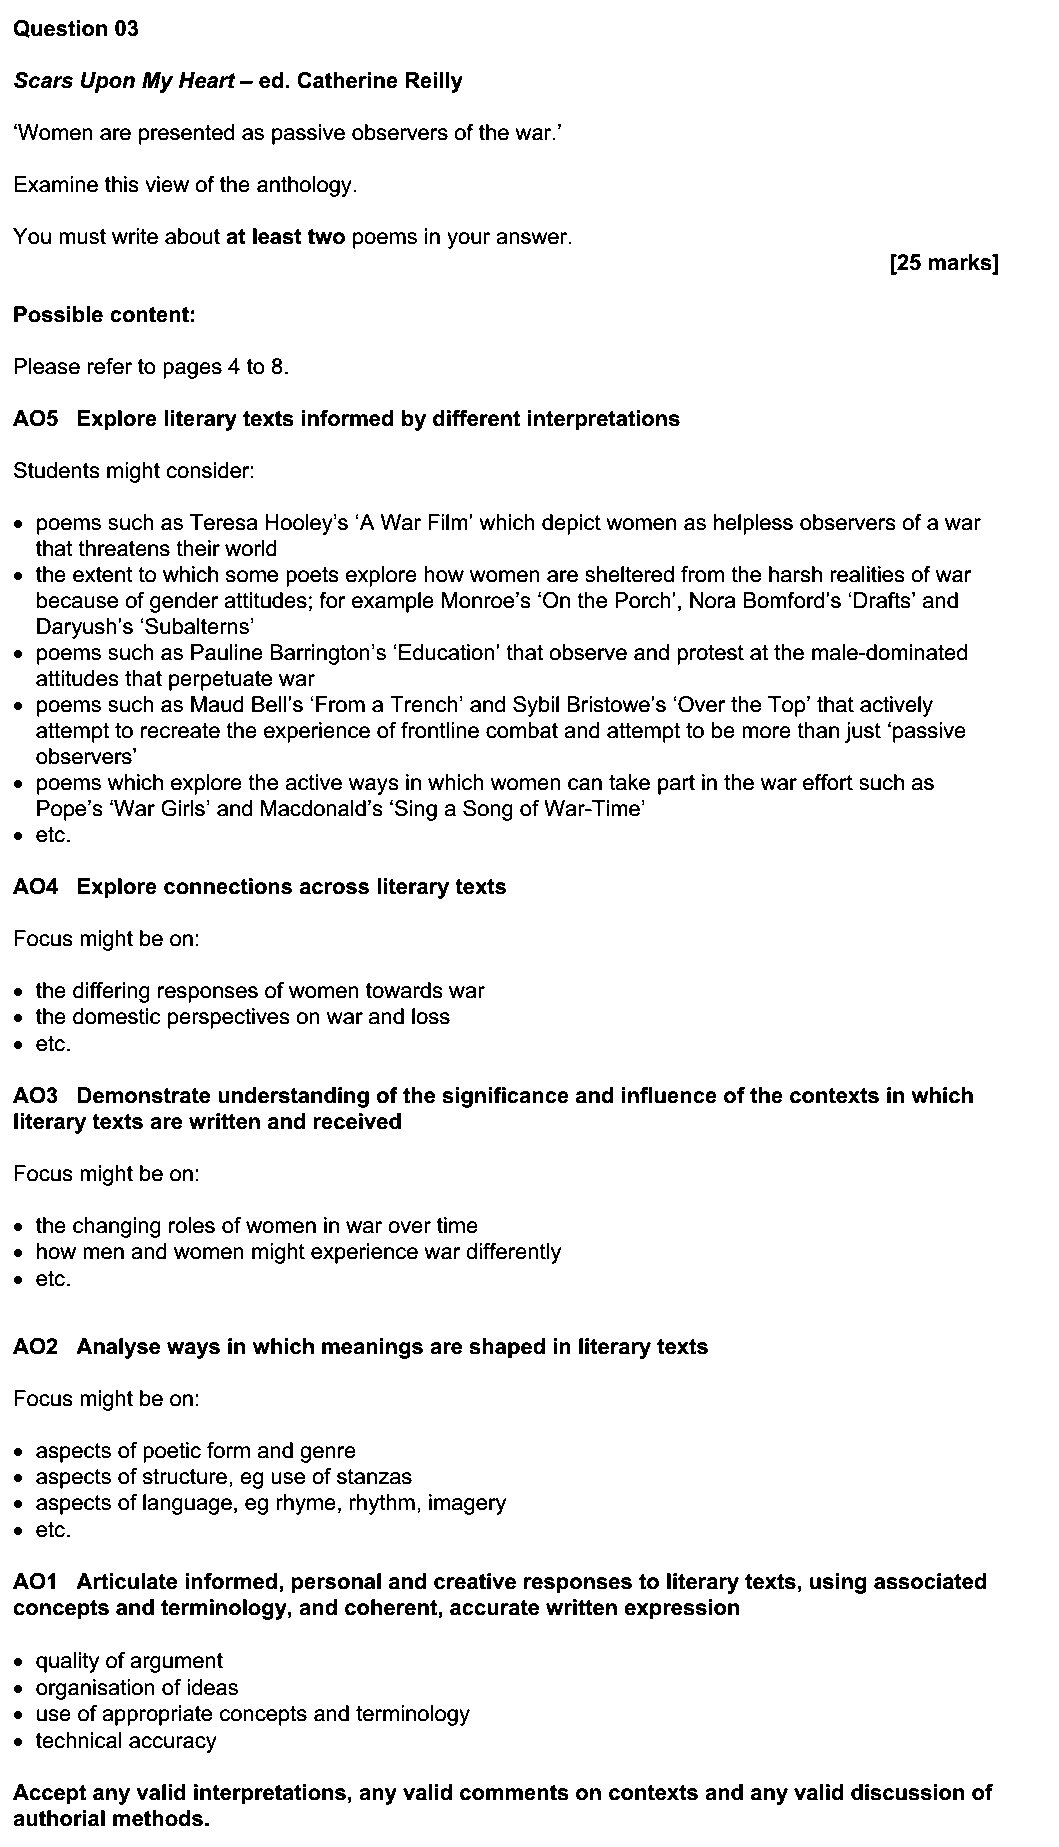 Question 03
Scars Upon My Heart – ed. Catherine Reilly
‘Women are presented as passive observers of the war.’
Examine this view of the anthology.
You must write about at least two poems in your answer.
[25 marks]
Possible content:
Please refer to pages 4 to 8.
AO5 Explore literary texts informed by different interpretations
Students might consider:
• poems such as Teresa Hooley’s ‘A War Film’ which depict women as helpless observers of a war
that threatens their world
• the extent to which some poets explore how women are sheltered from the harsh realities of war
because of gender attitudes; for example Monroe’s ‘On the Porch’, Nora Bomford’s ‘Drafts’ and
Daryush’s ‘Subalterns’
• poems such as Pauline Barrington’s ‘Education’ that observe and protest at the male-dominated
attitudes that perpetuate war
• poems such as Maud Bell’s ‘From a Trench’ and Sybil Bristowe’s ‘Over the Top’ that actively
attempt to recreate the experience of frontline combat and attempt to be more than just ‘passive
observers’
• poems which explore the active ways in which women can take part in the war effort such as
Pope’s ‘War Girls’ and Macdonald’s ‘Sing a Song of War-Time’
• etc.
AO4 Explore connections across literary texts
Focus might be on:
• the differing responses of women towards war
• the domestic perspectives on war and loss
• etc.
AO3 Demonstrate understanding of the significance and influence of the contexts in which
literary texts are written and received
Focus might be on:
• the changing roles of women in war over time
• how men and women might experience war differently
• etc.
AO2 Analyse ways in which meanings are shaped in literary texts
Focus might be on:
• aspects of poetic form and genre
• aspects of structure, eg use of stanzas
• aspects of language, eg rhyme, rhythm, imagery
• etc.
AO1 Articulate informed, personal and creative responses to literary texts, using associated
concepts and terminology, and coherent, accurate written expression
• quality of argument
• organisation of ideas
• use of appropriate concepts and terminology
• technical accuracy
Accept any valid interpretations, any valid comments on contexts and any valid discussion of
authorial methods.